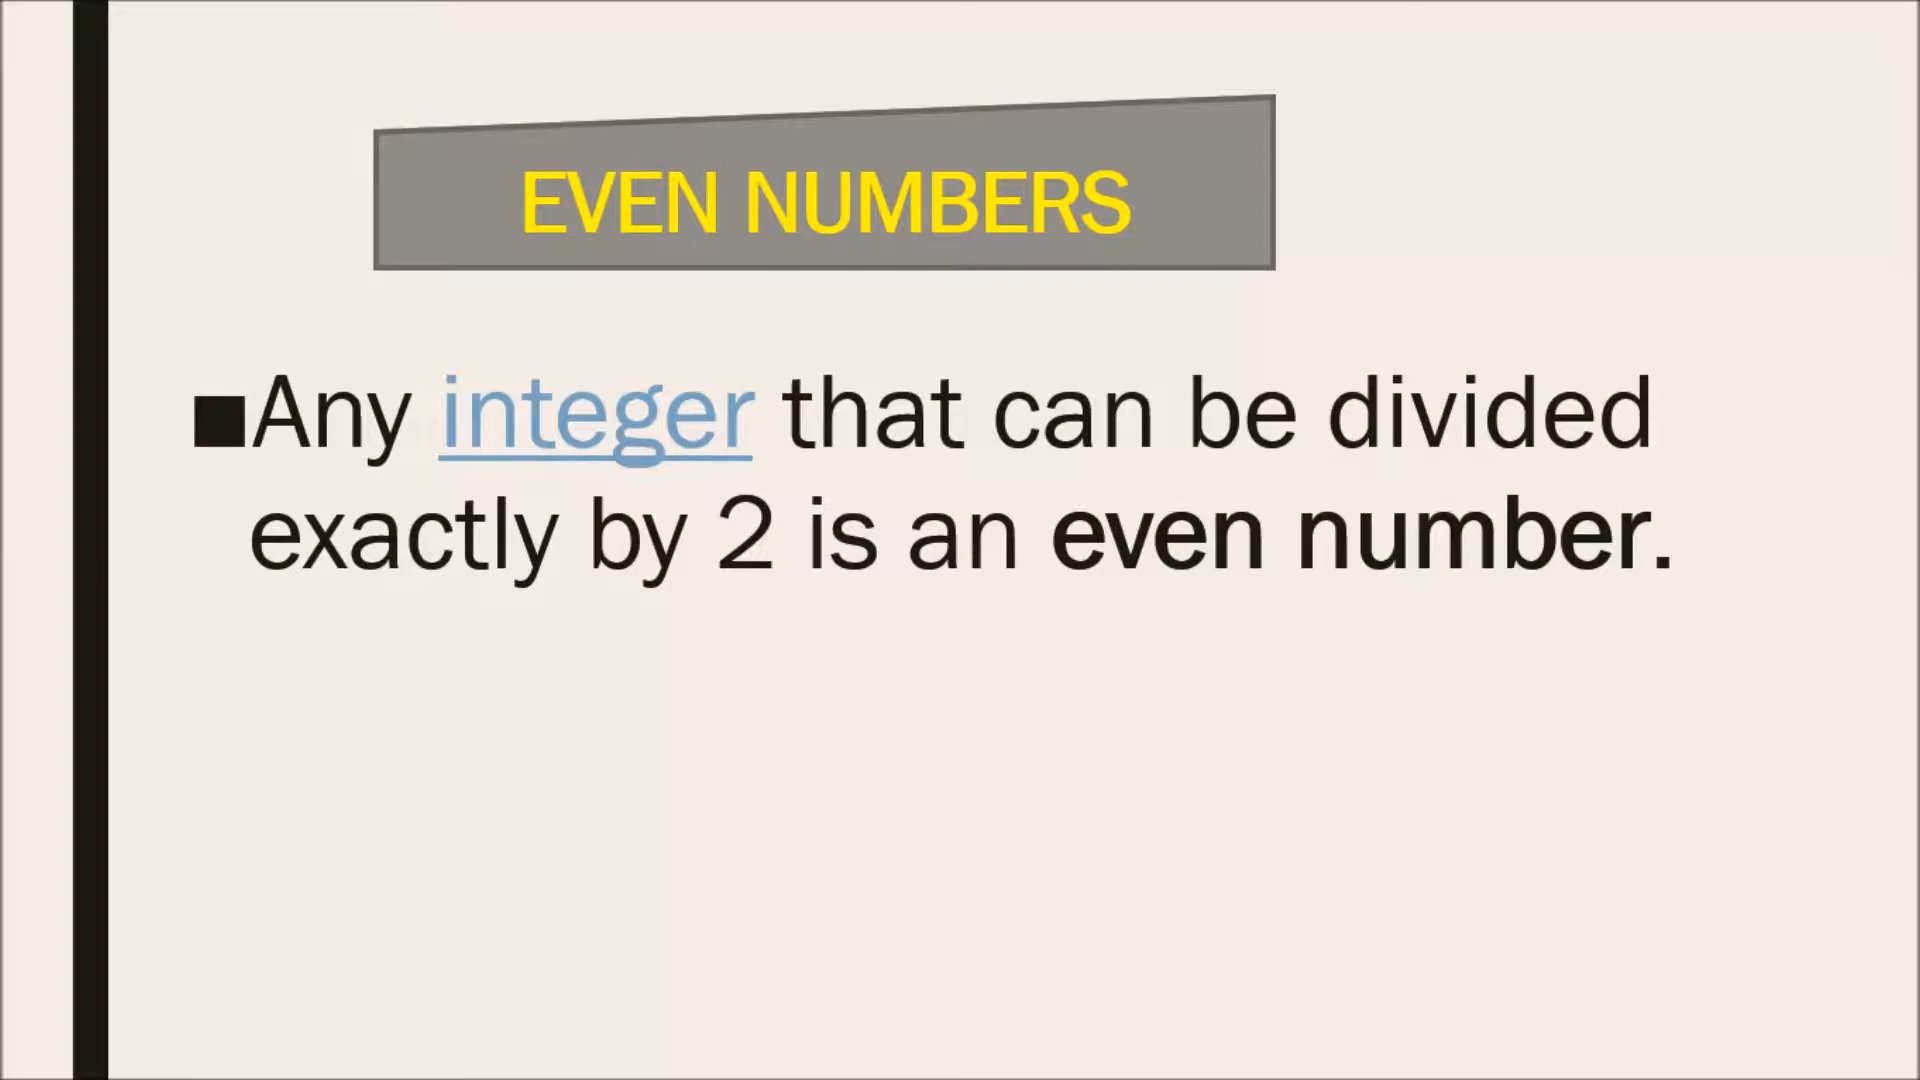 EVEN NUMBERS
■Any integer that can be divided
exactly by 2 is an even number.